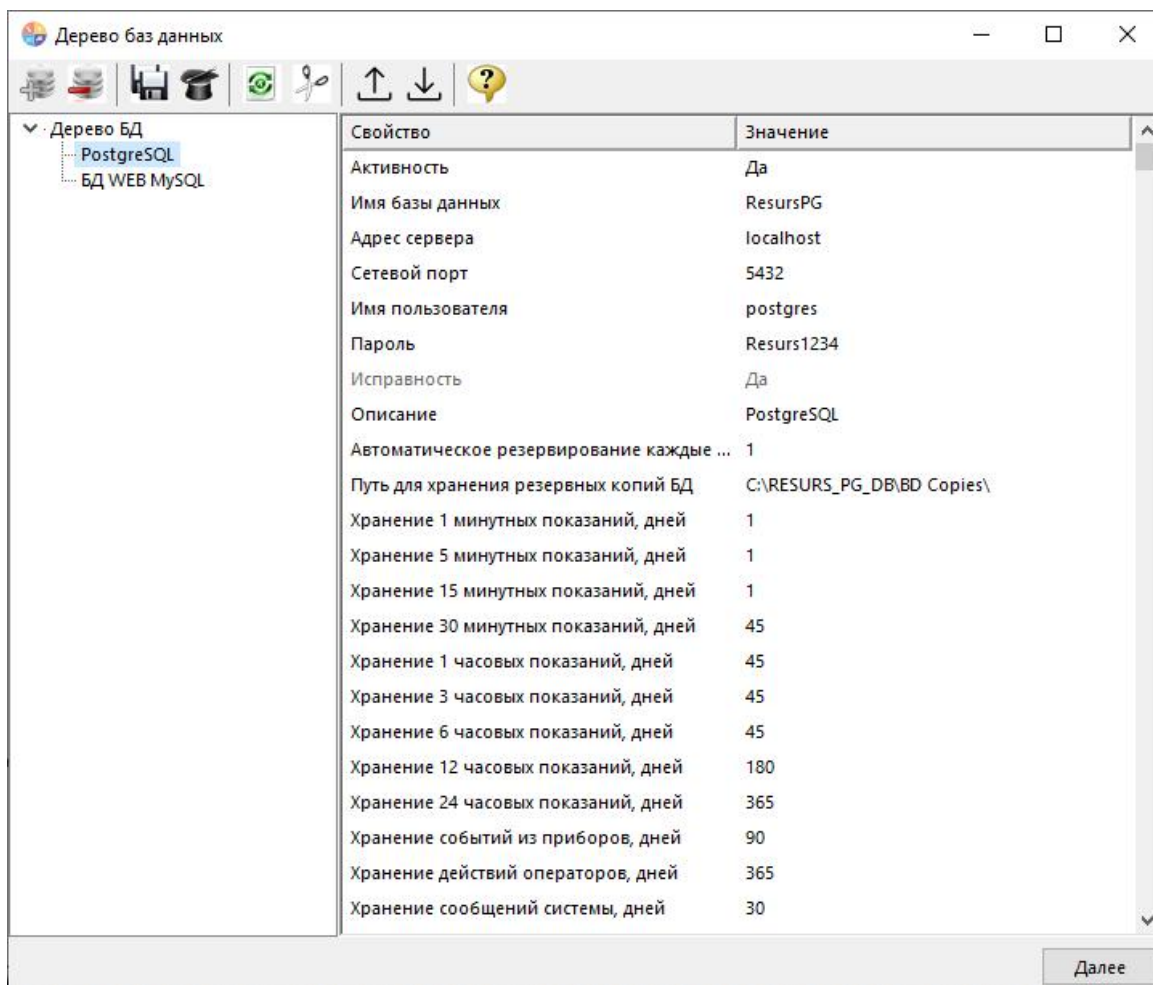 Дерево баз данных
Дерево БД
PostgreSQL
БД WEB MySQL
Свойство Значение
Активность Да
Имя базы данных ResursPG
Адрес сервера localhost
Сетевой порт 5432
Имя пользователя postgres
Пароль Resurs1234
Исправность Да
Описание PostgreSQL
Автоматическое резервирование каждые ... 1
Путь для хранения резервных копий БД C:\RESURS_PG_DB\BD Copies\
Хранение 1 минутных показаний, дней 1
Хранение 5 минутных показаний, дней 1
Хранение 15 минутных показаний, дней 1
Хранение 30 минутных показаний, дней 45
Хранение 1 часовых показаний, дней 45
Хранение 3 часовых показаний, дней 45
Хранение 6 часовых показаний, дней 45
Хранение 12 часовых показаний, дней 180
Хранение 24 часовых показаний, дней 365
Хранение событий из приборов, дней 90
Хранение действий операторов, дней 365
Хранение сообщений системы, дней 30
Далее